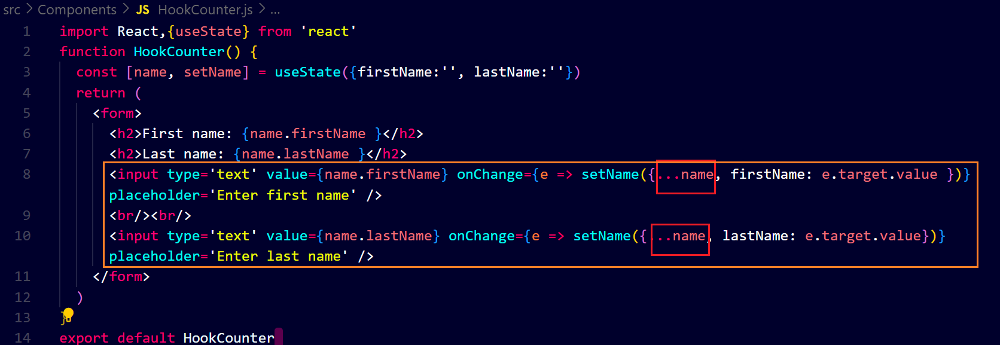 src > Components > JS HookCounter.js > ...
1 import React,{useState} from 'react'
2 function HookCounter() {
3 const [name, setName] = useState({firstName:'', lastName:''})
4 return (
5 <form>
6 <h2>First name: {name.firstName }</h2>
7 <h2>Last name: {name.lastName }</h2>
8 <input type='text' value={name.firstName} onChange={e => setName({...name, firstName: e.target.value })}
placeholder='Enter first name' />
9 <br/><br/>
10 <input type='text' value={name.lastName} onChange={e => setName({...name, lastName: e.target.value})}
placeholder='Enter last name' />
11 </form>
12 )
13 }
14 export default HookCounter